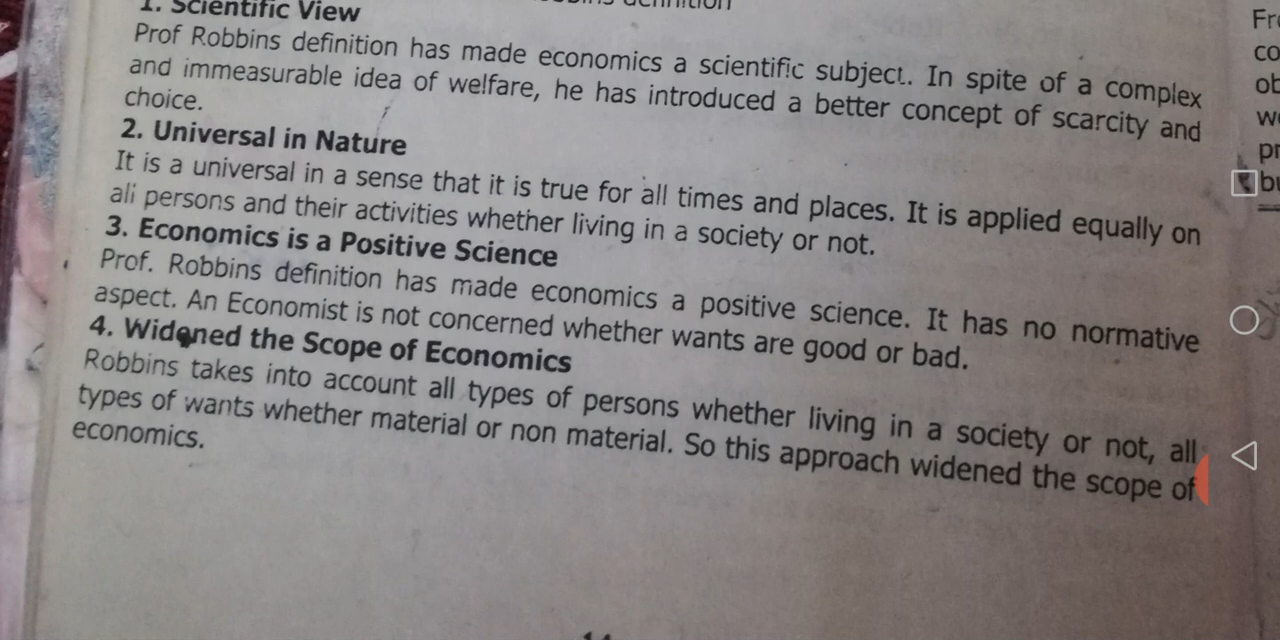 definition
1. Scientific View
Prof Robbins definition has made economics a scientific subject. In spite of a complex
and immeasurable idea of welfare, he has introduced a better concept of scarcity and
choice.
2. Universal in Nature
It is a universal in a sense that it is true for all times and places. It is applied equally on
all persons and their activities whether living in a society or not.
3. Economics is a Positive Science
Prof. Robbins definition has made economics a positive science. It has no normative
aspect. An Economist is not concerned whether wants are good or bad.
4. Widened the Scope of Economics
Robbins takes into account all types of persons whether living in a society or not, all
types of wants whether material or non material. So this approach widened the scope of
economics.